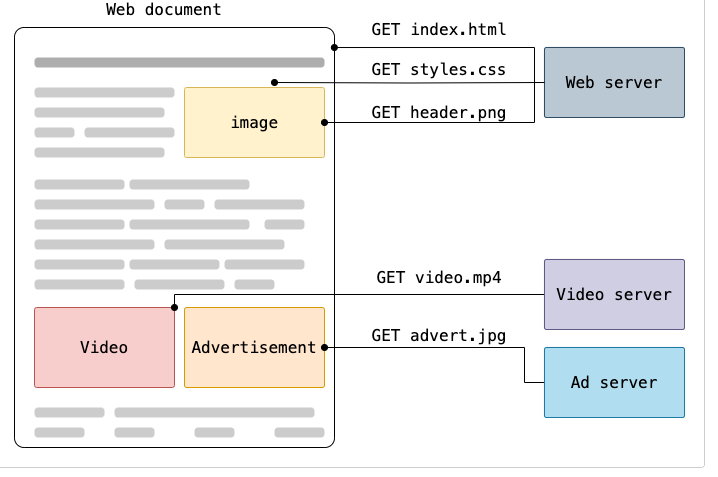 Web document
GET index.html
GET styles.css
Web server
GET header.png
image
GET video.mp4
Video server
GET advert.jpg
Video
Advertisement
Ad server